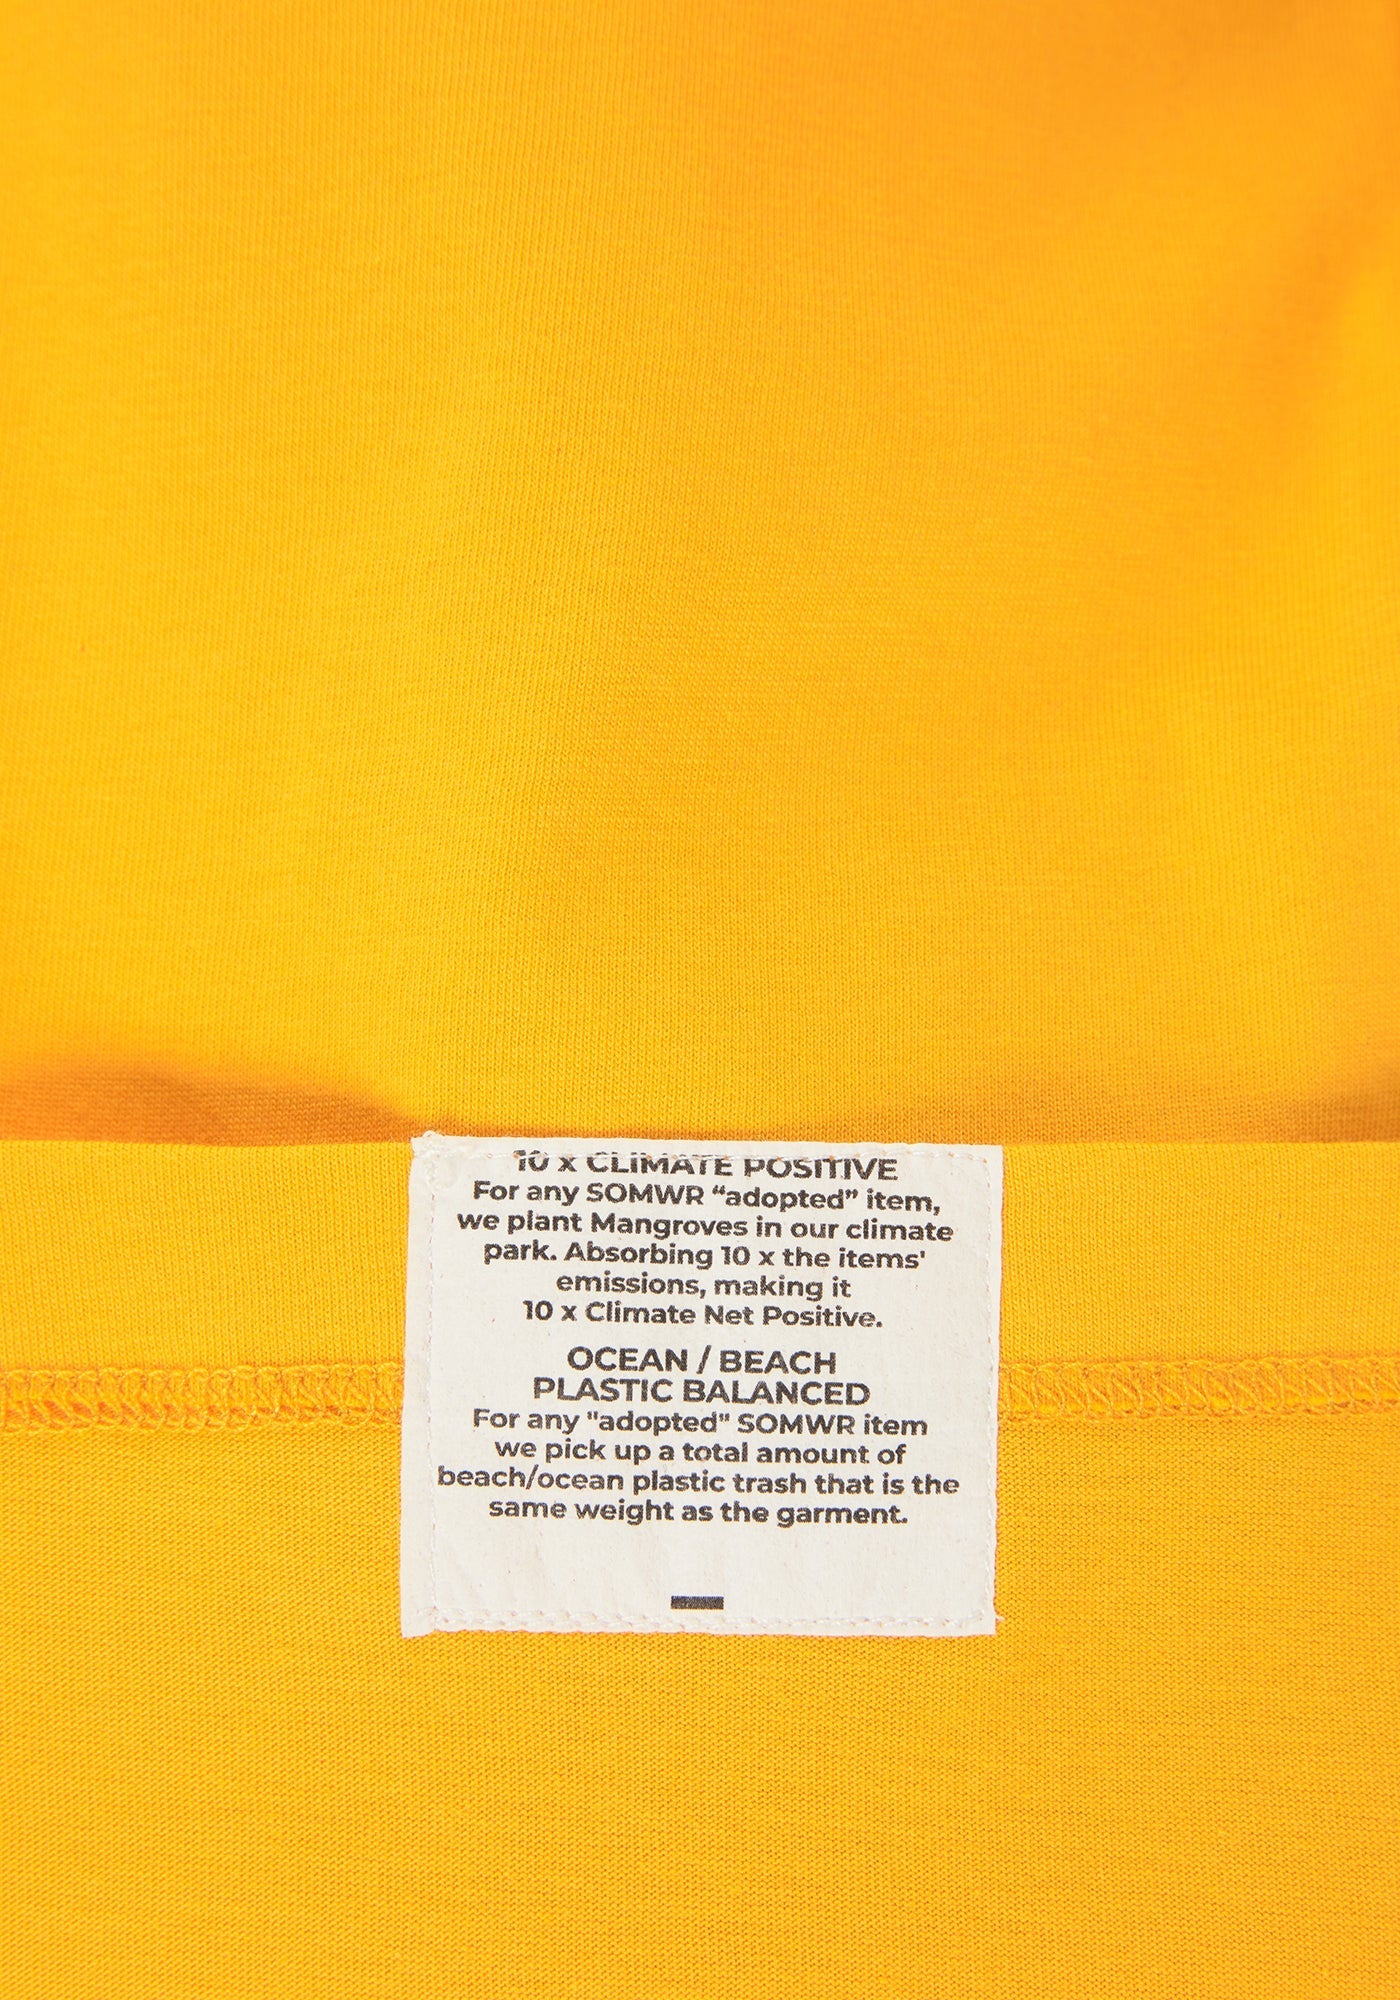 10 x CLIMATE POSITIVE
For any SOMWR “adopted” item,
we plant Mangroves in our climate
park. Absorbing 10 x the items'
emissions, making it
10 x Climate Net Positive.
OCEAN / BEACH
PLASTIC BALANCED
For any "adopted" SOMWR item
we pick up a total amount of
beach/ocean plastic trash that is the
same weight as the garment.